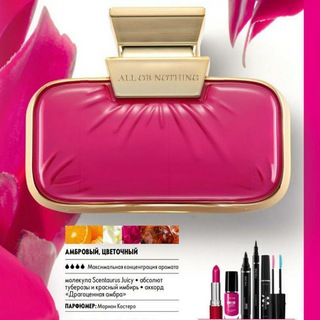 ALL OR NOTHING
АМБРОВЫЙ, ЦВЕТОЧНЫЙ
Максимальная концентрация аромата
молекула Scentaurus Juicy • абсолют
туберозы и красный имбирь • аккорд
«Драгоценная амбра»
ПАРФЮМЕР: Марион Костеро